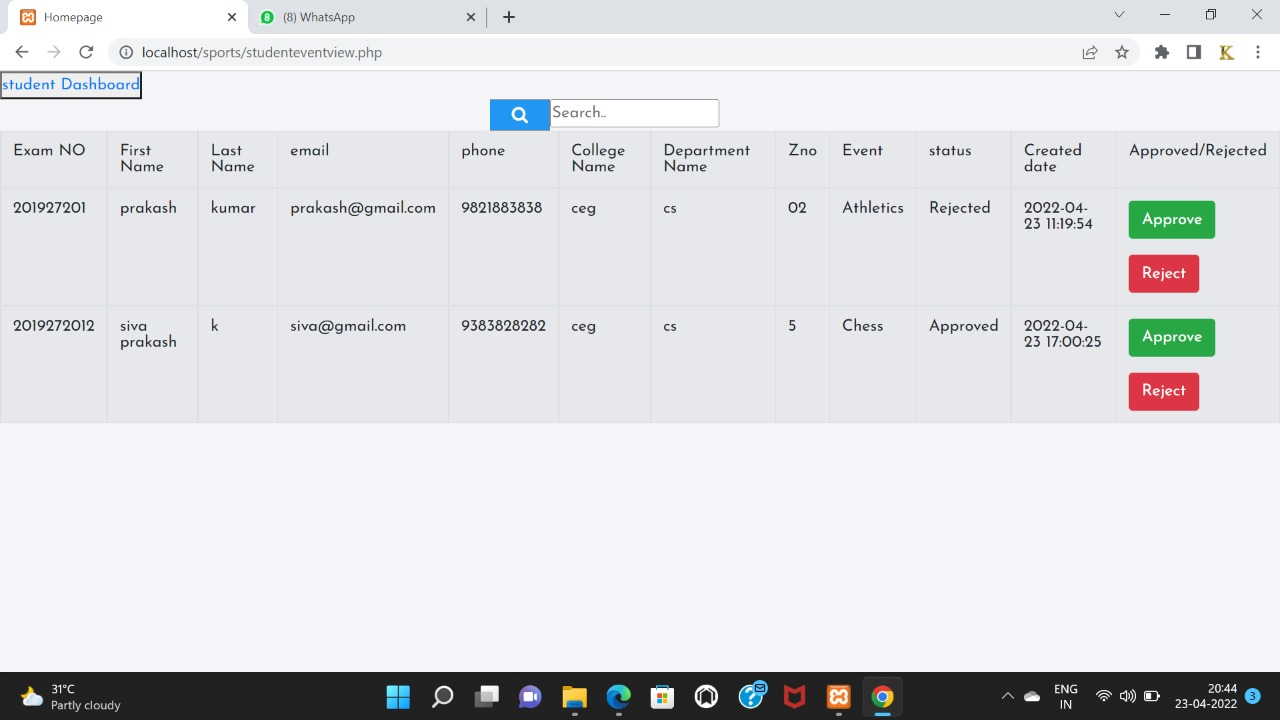 Homepage
(8) WhatsApp
localhost/sports/studenteventview.php
student Dashboard
Search..
Exam NO
First
Name
Last
Name
email
phone
College
Name
Department
Name
Zno
Event
status
Created
date
Approved/Rejected
201927201
prakash
kumar
prakash@gmail.com
9821883838
ceg
cs
02
Athletics
Rejected
2022-04-
23 11:19:54
Approve
Reject
2019272012
siva
prakash
k
siva@gmail.com
9383828282
ceg
cs
5
Chess
Approved
2022-04-
23 17:00:25
Approve
Reject
31°C
Partly cloudy
ENG
IN
20:44
23-04-2022
3